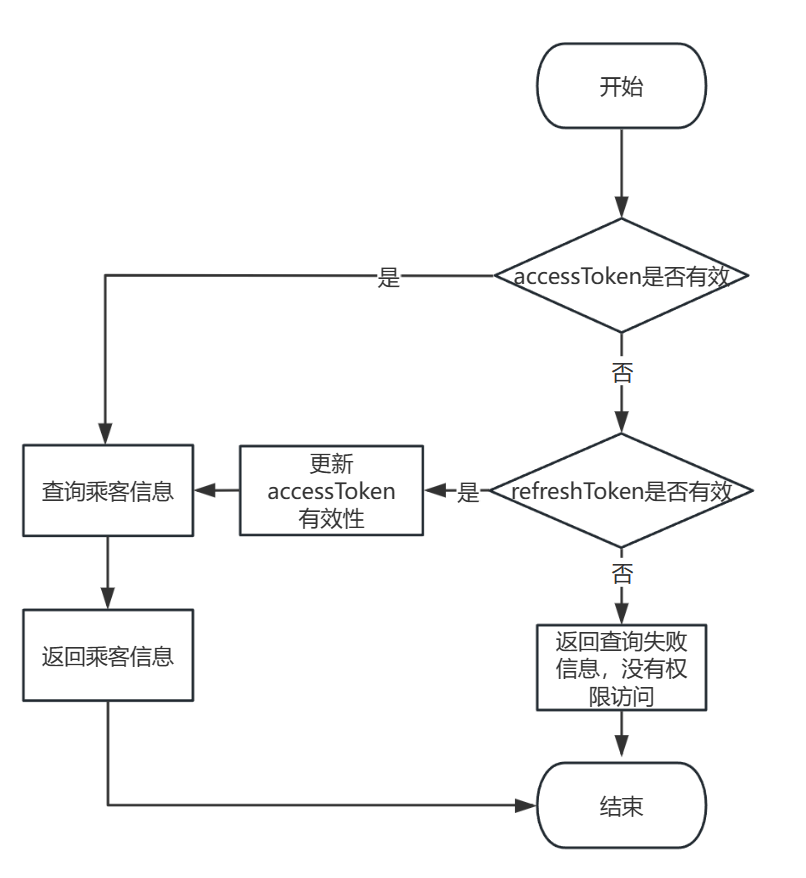 开始
accessToken是否有效
是
否
查询乘客信息
更新
accessToken
有效性
是
refreshToken是否有效
否
返回乘客信息
返回查询失败
信息，没有权
限访问
结束